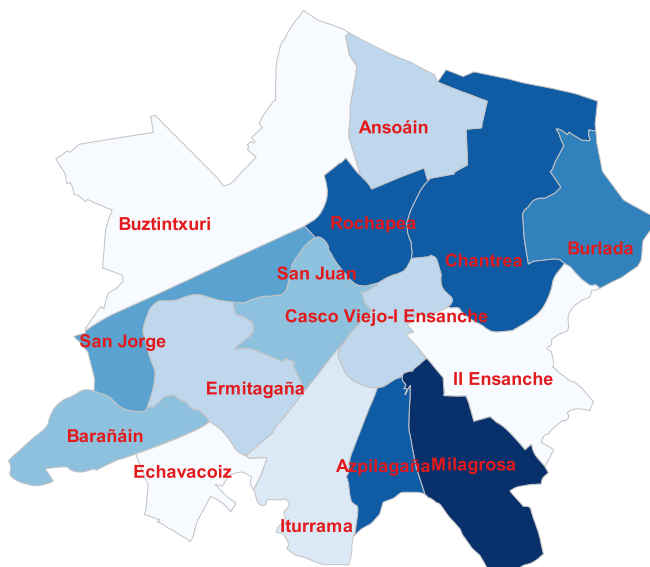 Ansoáin
Buztintxuri
Rochapea
Burlada
Chantrea
San Juan
Casco Viejo-I Ensanche
San Jorge
II Ensanche
Ermitagaña
Barañáin
Echavacoiz
Azpilagaña
Milagrosa
Iturrama